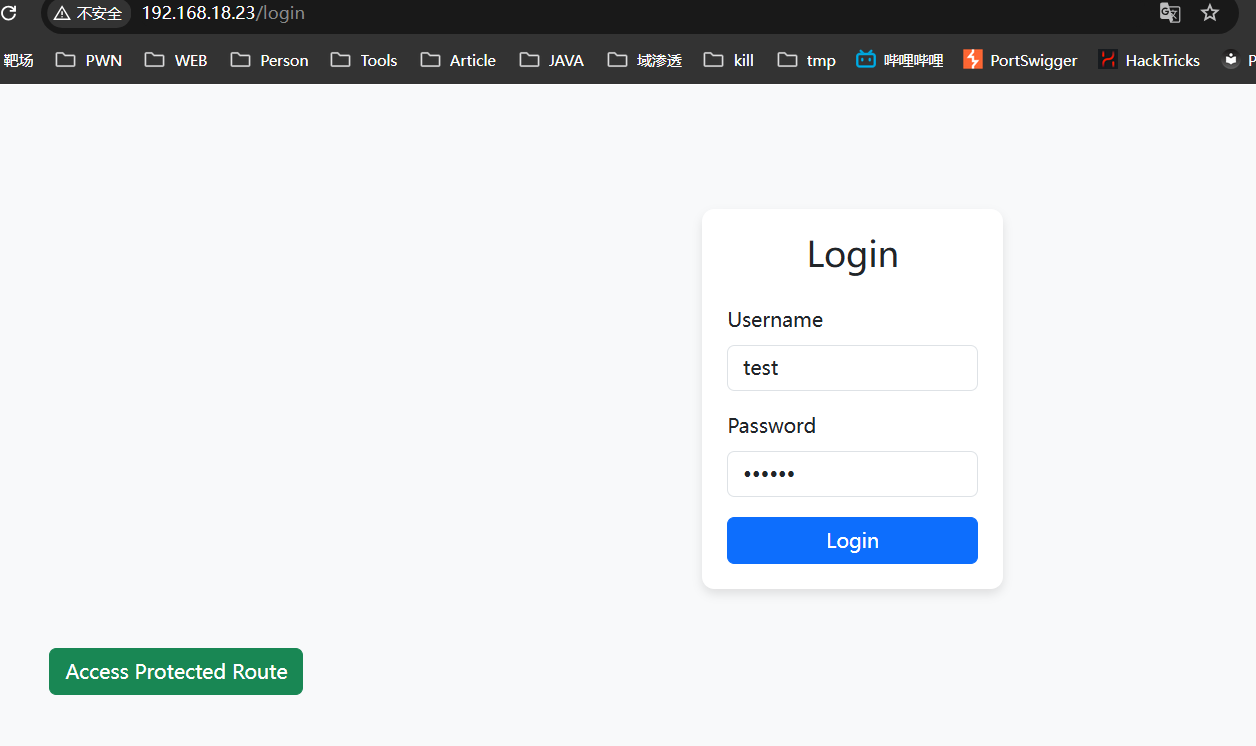 不安全 192.168.18.23/login
靶场 PWN WEB Person Tools Article JAVA 域渗透 kill tmp 哔哩哔哩 PortSwigger HackTricks P
Login
Username
test
Password
••••••
Login
Access Protected Route